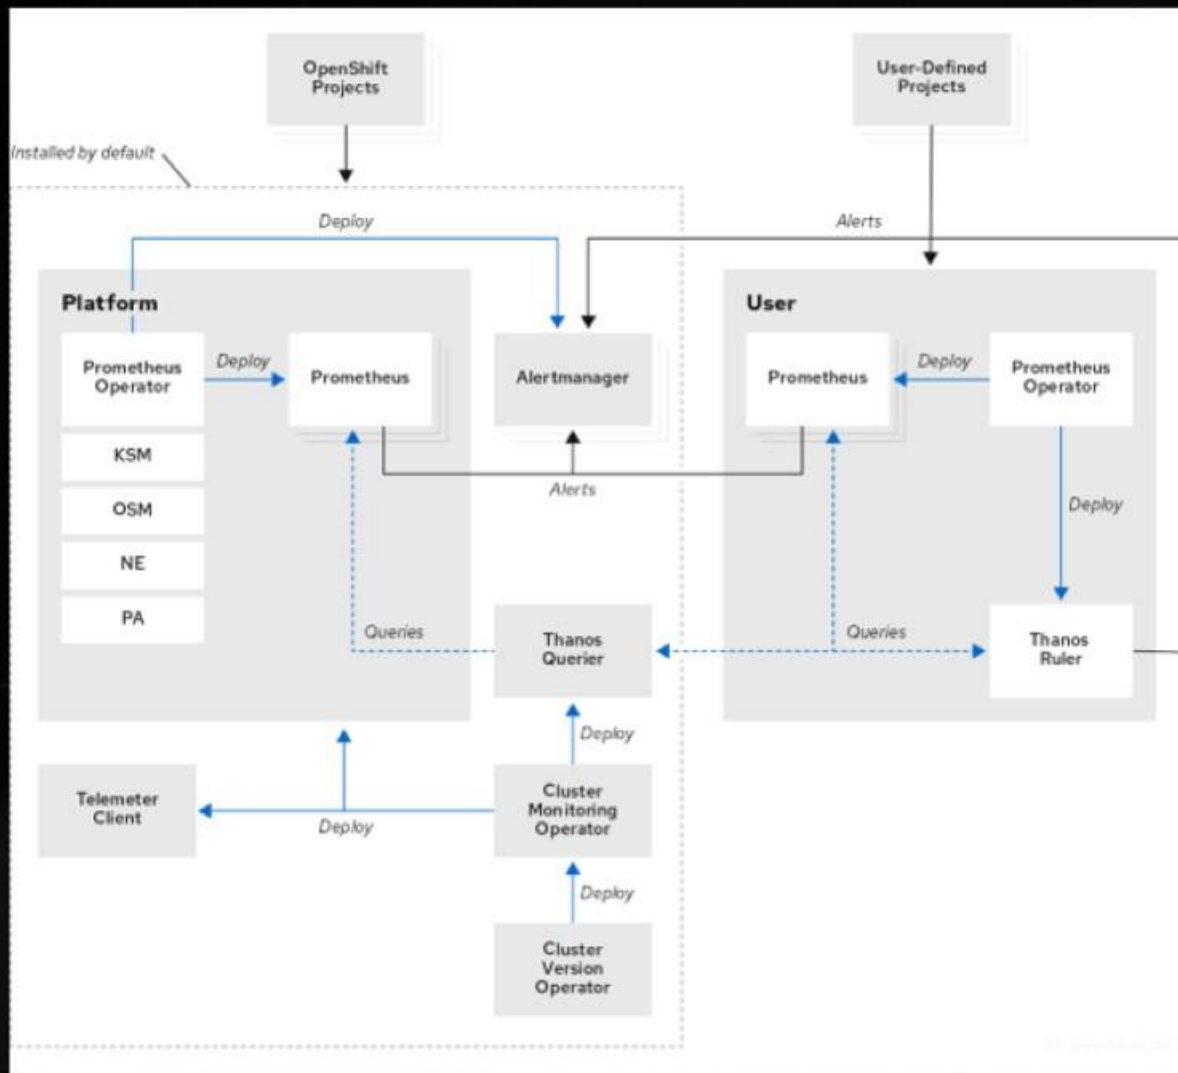 OpenShift
Projects
User-Defined
Projects
Installed by default
Deploy
Alerts
Platform
Prometheus
Operator
Deploy
Prometheus
KSM
OSM
NE
PA
Queries
Alertmanager
Alerts
User
Prometheus
Deploy
Prometheus
Operator
Deploy
Queries
Thanos
Ruler
Thanos
Querier
Deploy
Telemeter
Client
Deploy
Cluster
Monitoring
Operator
Deploy
Cluster
Version
Operator